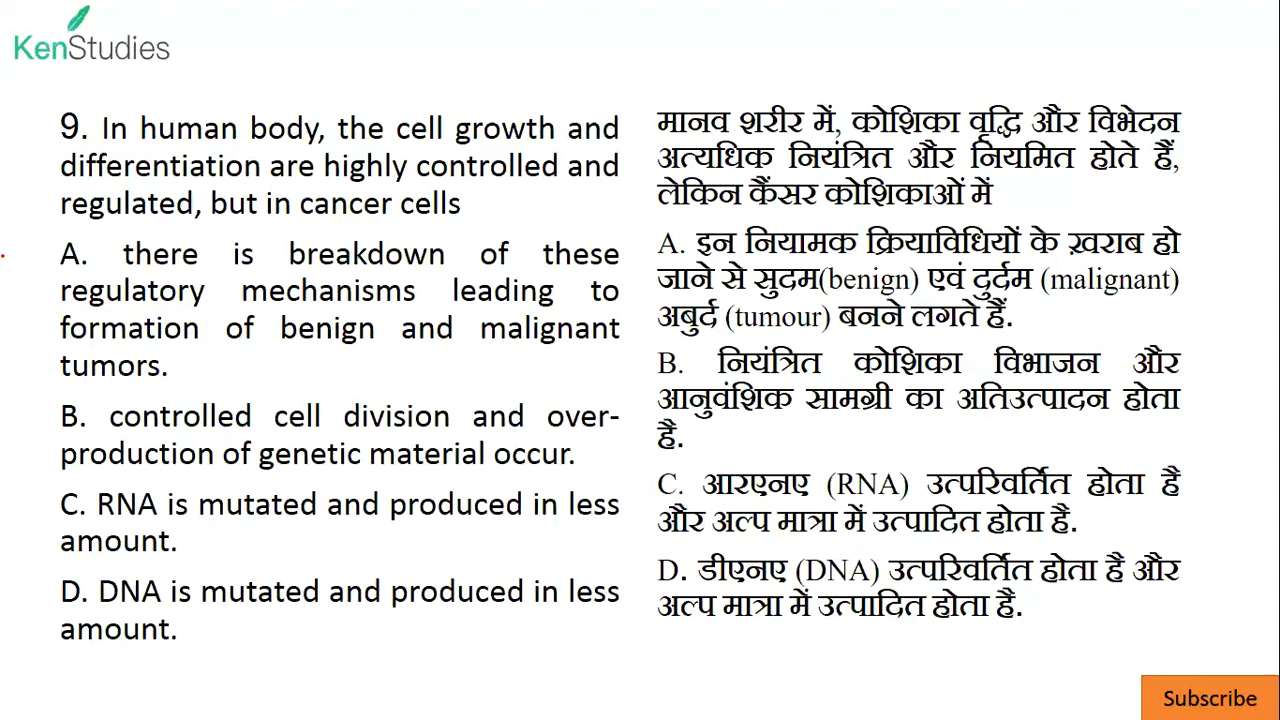 KenStudies
9. In human body, the cell growth and
differentiation are highly controlled and
regulated, but in cancer cells
A. there is breakdown of these
regulatory mechanisms leading to
formation of benign and malignant
tumors.
B. controlled cell division and over-
production of genetic material occur.
C. RNA is mutated and produced in less
amount.
D. DNA is mutated and produced in less
amount.
मानव शरीर में, कोशिका वृद्धि और विभेदन
अत्यधिक नियंत्रित और नियमित होते हैं,
लेकिन कैंसर कोशिकाओं में
A. इन नियामक क्रियाविधियों के ख़राब हो
जाने से सुदम(benign) एवं दुर्दम (malignant)
अबुर्द (tumour) बनने लगते हैं.
B. नियंत्रित कोशिका विभाजन और
आनुवंशिक सामग्री का अतिउत्पादन होता
है.
C. आरएनए (RNA) उत्परिवर्तित होता है
और अल्प मात्रा में उत्पादित होता है.
D. डीएनए (DNA) उत्परिवर्तित होता है और
अल्प मात्रा में उत्पादित होता है.
Subscribe